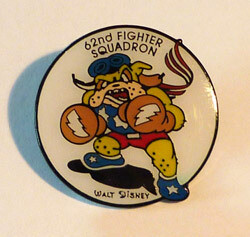 62nd FIGHTER
SQUADRON
WALT DISNEY